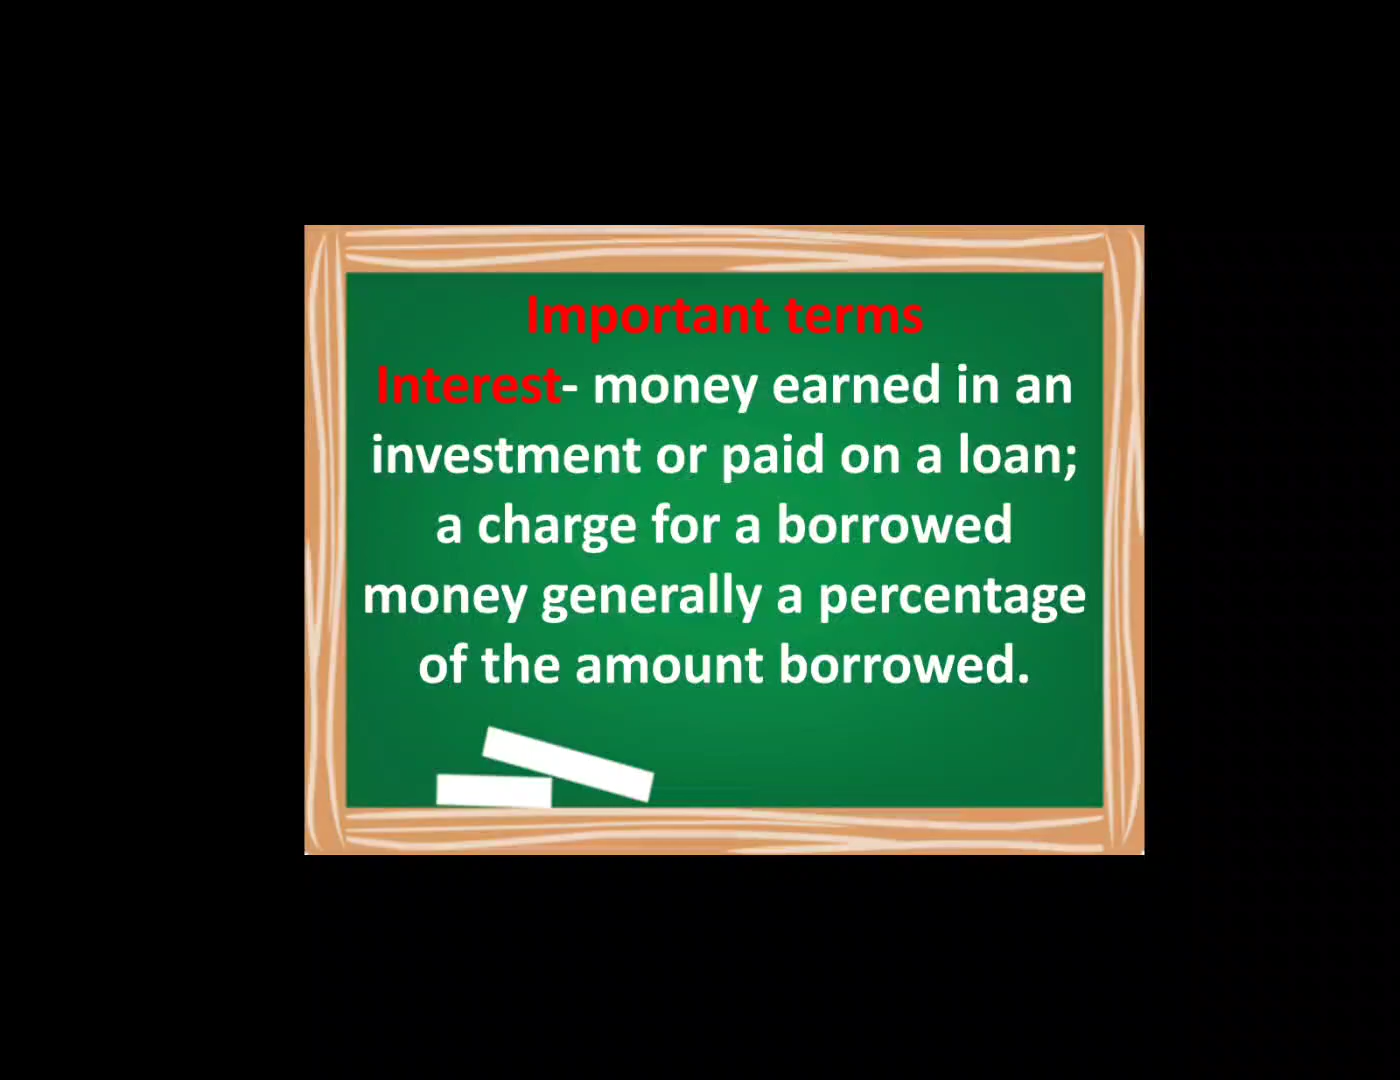 Important terms
Interest- money earned in an
investment or paid on a loan;
a charge for a borrowed
money generally a percentage
of the amount borrowed.